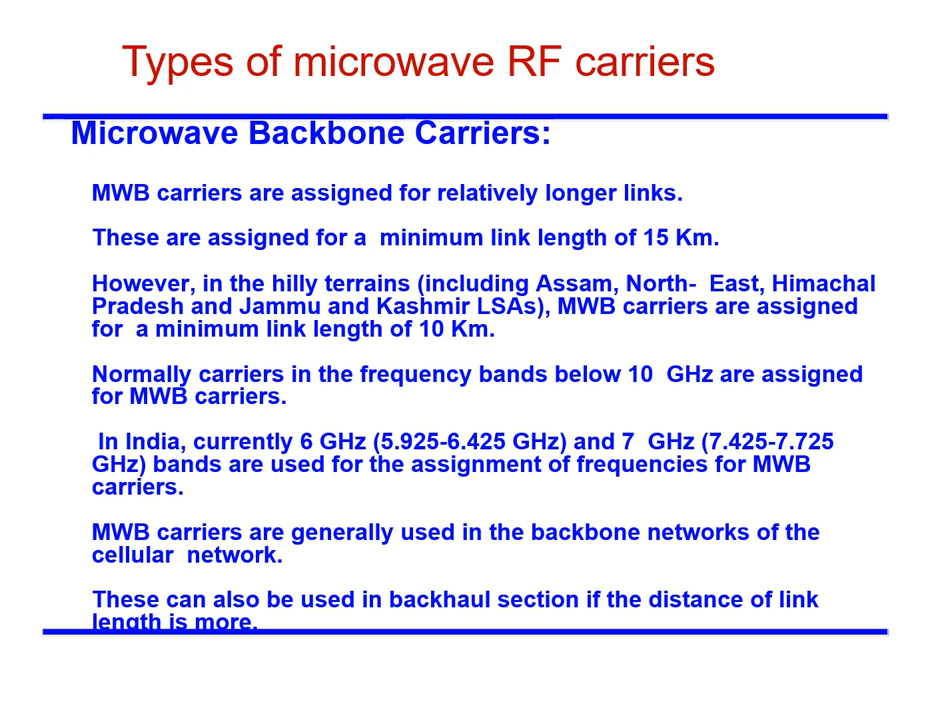 Types of microwave RF carriers
Microwave Backbone Carriers:
MWB carriers are assigned for relatively longer links.
These are assigned for a  minimum link length of 15 Km.
However, in the hilly terrains (including Assam, North-  East, Himachal
Pradesh and Jammu and Kashmir LSAs), MWB carriers are assigned
for  a minimum link length of 10 Km.
Normally carriers in the frequency bands below 10  GHz are assigned
for MWB carriers.
In India, currently 6 GHz (5.925-6.425 GHz) and 7  GHz (7.425-7.725
GHz) bands are used for the assignment of frequencies for MWB
carriers.
MWB carriers are generally used in the backbone networks of the
cellular  network.
These can also be used in backhaul section if the distance of link
length is more.